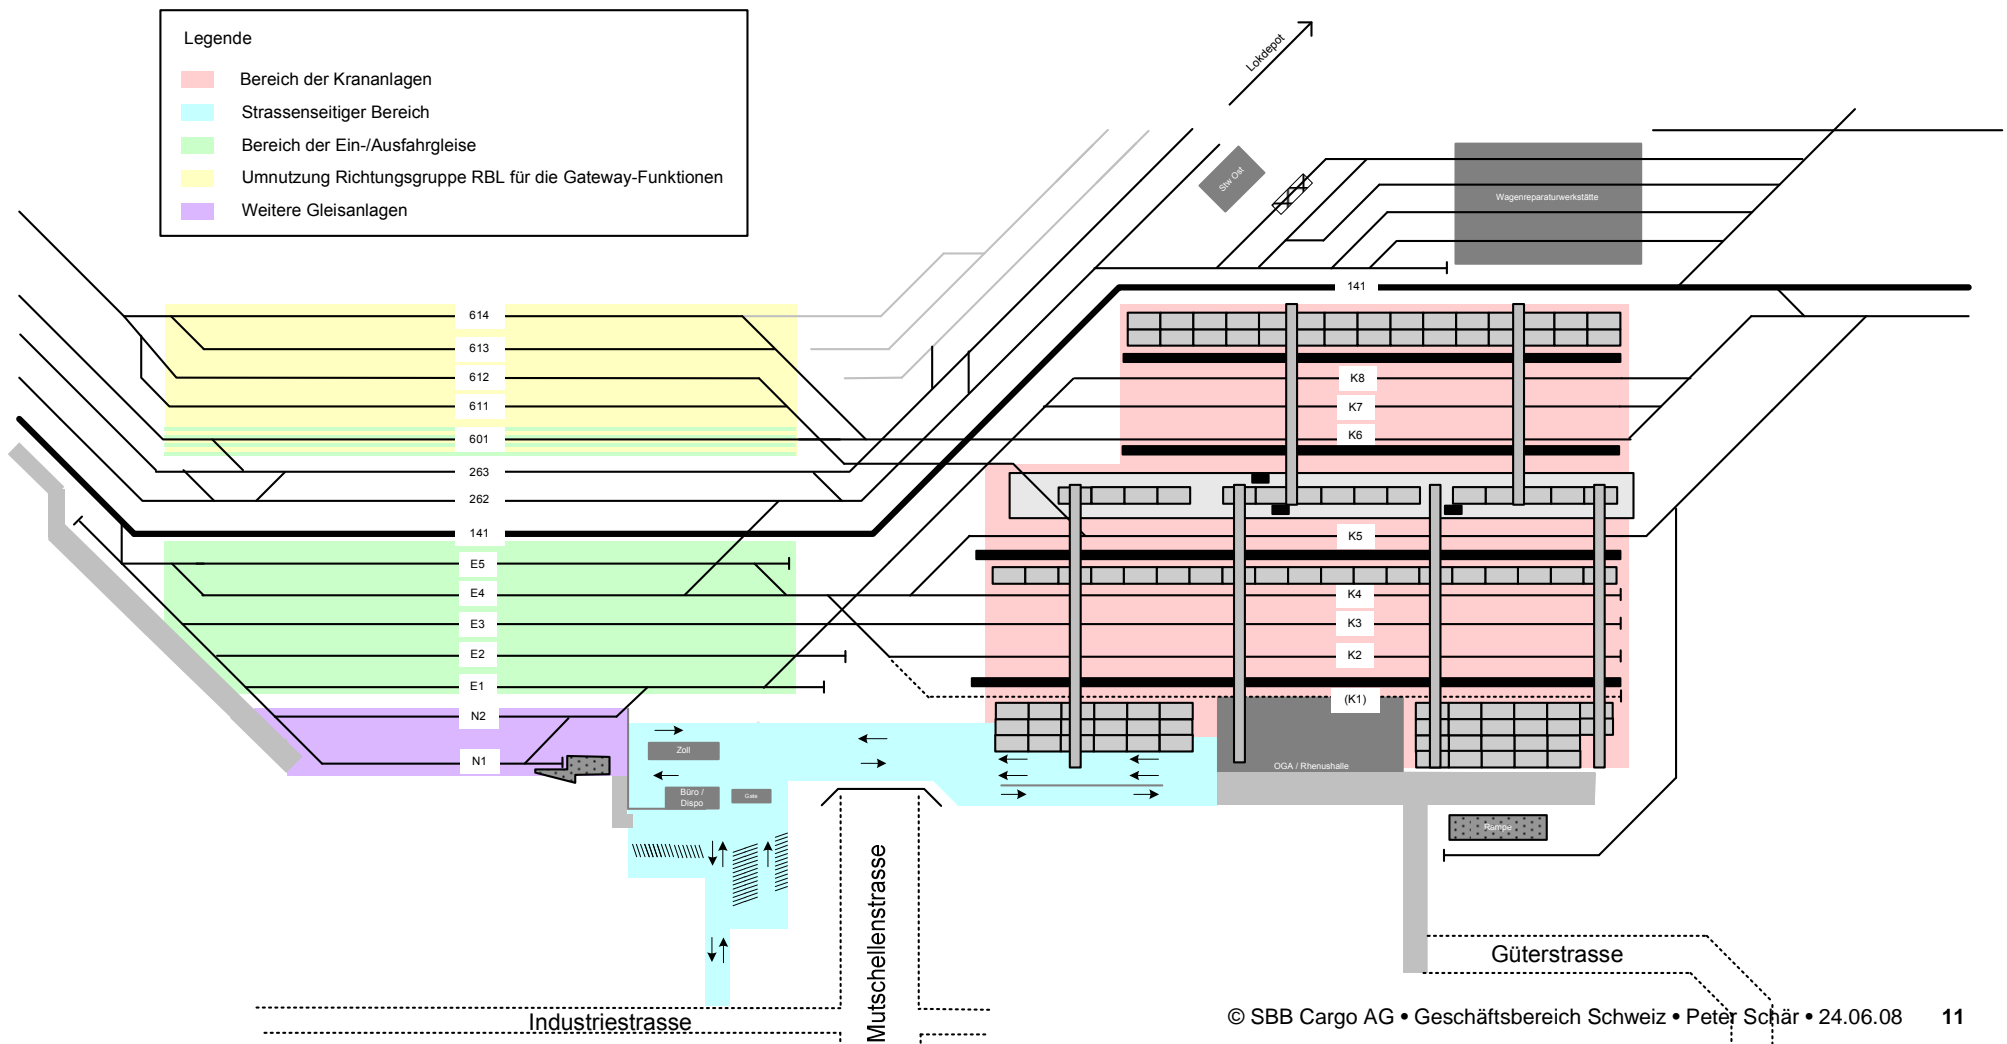 Legende
Bereich der Krananlagen
Strassenseitiger Bereich
Bereich der Ein-/Ausfahrgleise
Umnutzung Richtungsgruppe RBL für die Gateway-Funktionen
Weitere Gleisanlagen
Lokdepot
Stw Ost
Wagenreparaturwerkstätte
141
614
613
612
611
601
263
262
141
E5
E4
E3
E2
E1
N2
N1
K8
K7
K6
K5
K4
K3
K2
(K1)
Zoll
Büro /
Dispo
Gate
OGA / Rhenushalle
Rampe
Mutschellenstrasse
Güterstrasse
Industriestrasse
© SBB Cargo AG • Geschäftsbereich Schweiz • Peter Schär • 24.06.08 11